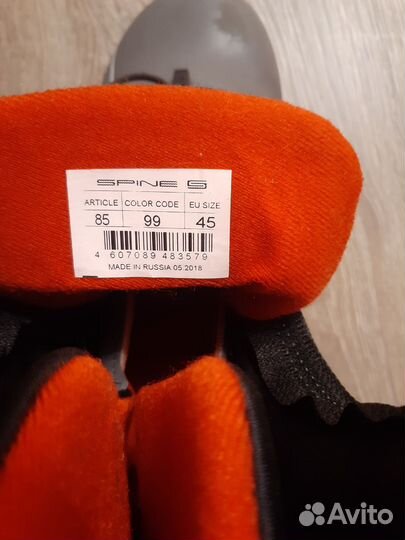 SPINE S
ARTICLE COLOR CODE EU SIZE
85 99 45
4 607089 483579
MADE IN RUSSIA 05.2018
Avito